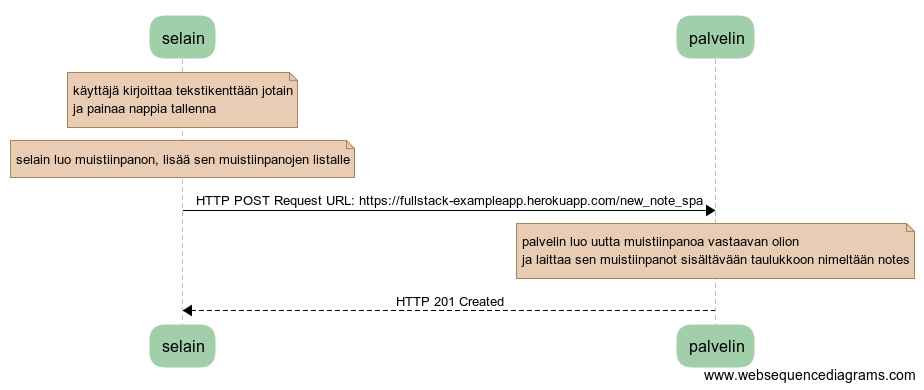 selain
palvelin
käyttäjä kirjoittaa tekstikenttään jotain
ja painaa nappia tallenna
selain luo muistiinpanon, lisää sen muistiinpanojen listalle
HTTP POST Request URL: https://fullstack-exampleapp.herokuapp.com/new_note_spa
palvelin luo uutta muistiinpanoa vastaavan olion
ja laittaa sen muistiinpanot sisältävään taulukkoon nimeltään notes
HTTP 201 Created
selain
palvelin
www.websequencediagrams.com